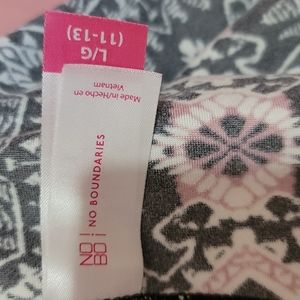 L/G
(11-13)
Made in/Hecho en
Vietnam
NO BOUNDARIES
NO
BO